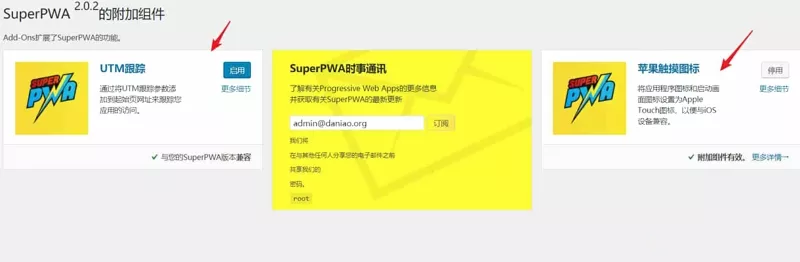 SuperPWA 2.0.2的附加组件
Add-Ons扩展了SuperPWA的功能。
SUPER
PWA
UTM跟踪
启用
通过将UTM跟踪参数添
加到起始页网址来跟踪您
应用的访问。
更多细节
✓ 与您的SuperPWA版本兼容
SuperPWA时事通讯
了解有关Progressive Web Apps的更多信息
并获取有关SuperPWA的最新更新
admin@daniao.org
订阅
我们将
在与其他任何人分享您的电子邮件之前
共享我们的
密码。
root
SUPER
PWA
苹果触摸图标
停用
将应用程序图标和启动画
面图标设置为Apple
Touch图标，以便与iOS
设备兼容。
更多细节
✓ 附加组件有效。 更多详情→